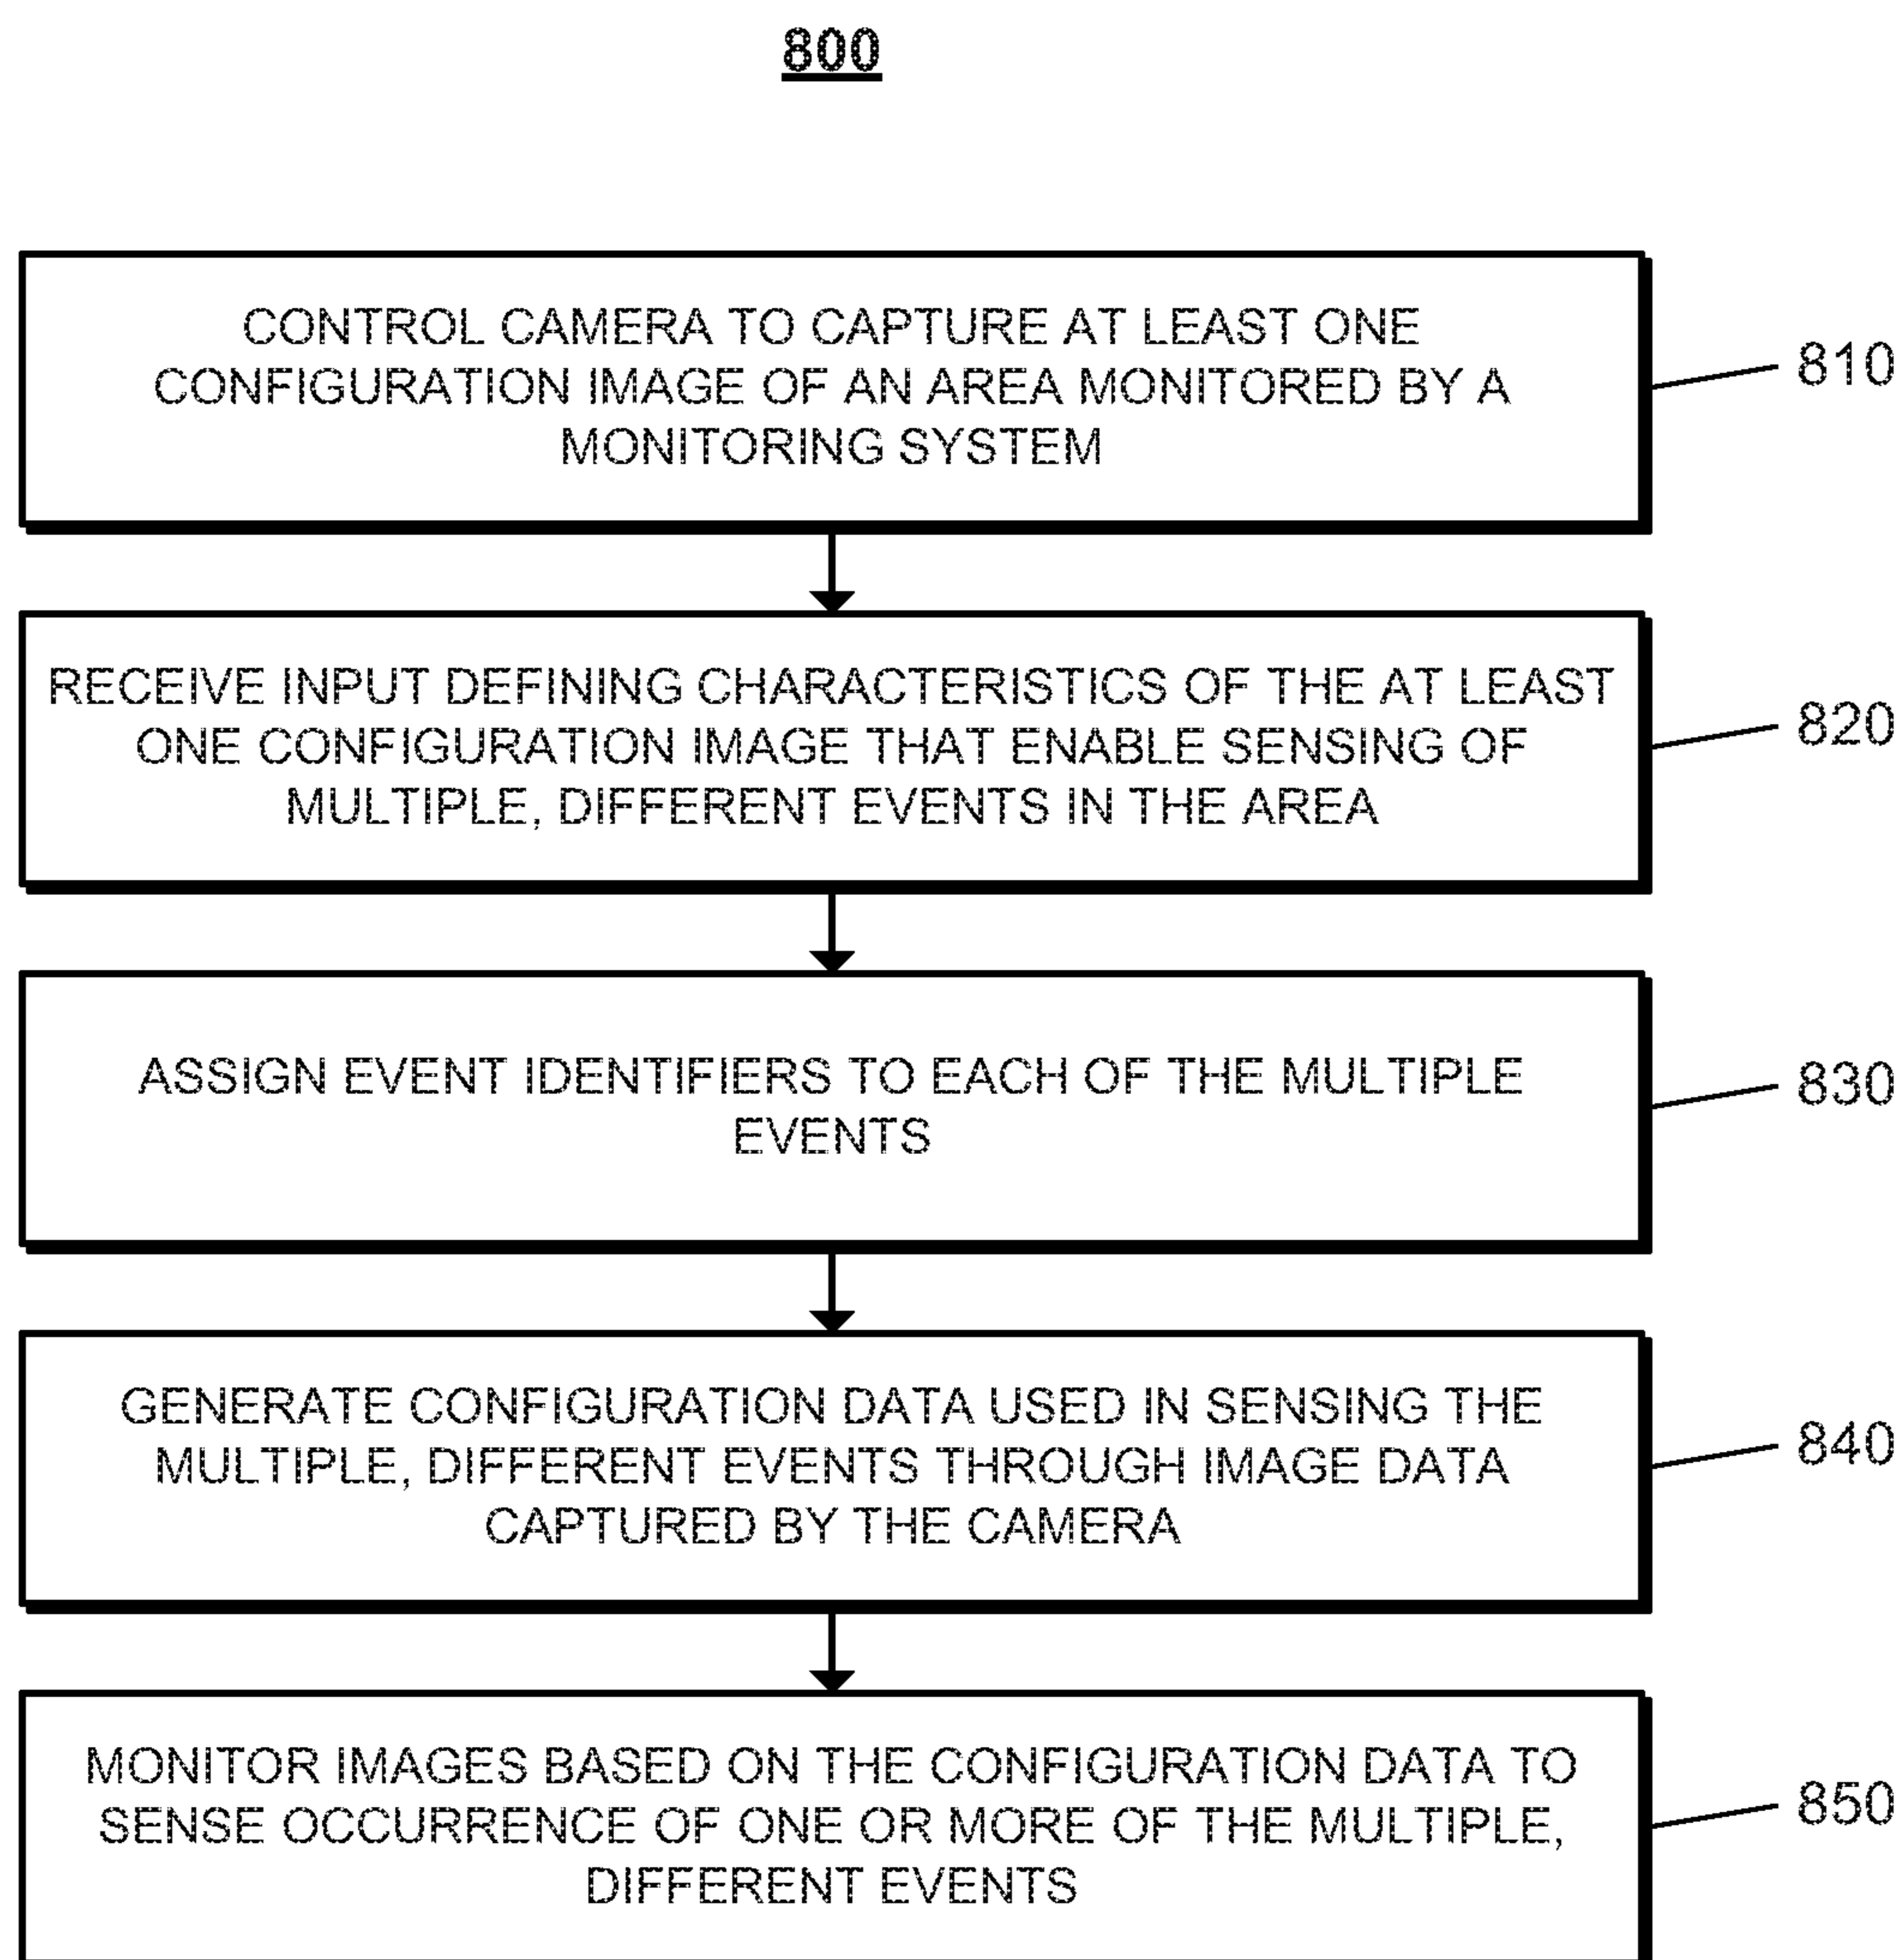 800
CONTROL CAMERA TO CAPTURE AT LEAST ONE
CONFIGURATION IMAGE OF AN AREA MONITORED BY A
MONITORING SYSTEM
810
RECEIVE INPUT DEFINING CHARACTERISTICS OF THE AT LEAST
ONE CONFIGURATION IMAGE THAT ENABLE SENSING OF
MULTIPLE, DIFFERENT EVENTS IN THE AREA
820
ASSIGN EVENT IDENTIFIERS TO EACH OF THE MULTIPLE
EVENTS
830
GENERATE CONFIGURATION DATA USED IN SENSING THE
MULTIPLE, DIFFERENT EVENTS THROUGH IMAGE DATA
CAPTURED BY THE CAMERA
840
MONITOR IMAGES BASED ON THE CONFIGURATION DATA TO
SENSE OCCURRENCE OF ONE OR MORE OF THE MULTIPLE,
DIFFERENT EVENTS
850